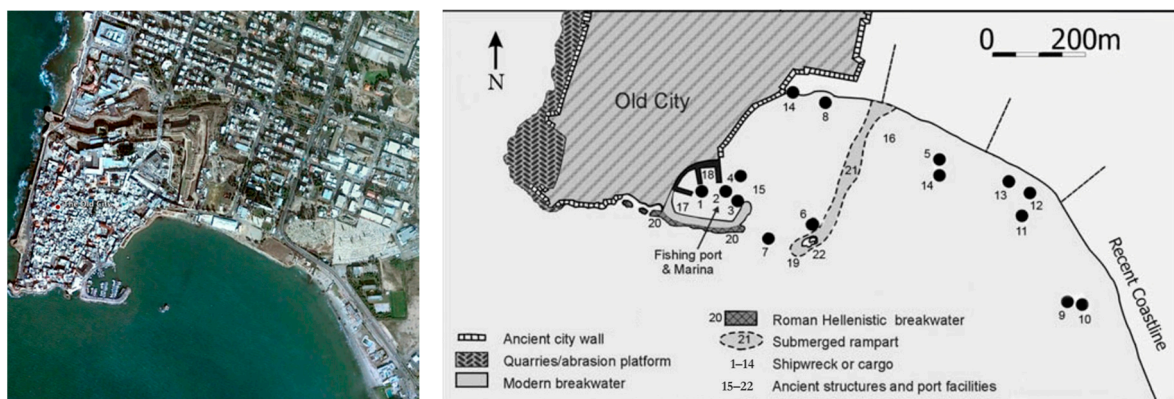 Acre Old City
N
0 200m
Old City
14
8
16
5
14
13
12
11
21
18
4
15
17
1
2
3
20
20
6
Fishing port
& Marina
7
19
22
9
10
Recent Coastline
Ancient city wall
Quarries/abrasion platform
Modern breakwater
20 Roman Hellenistic breakwater
21 Submerged rampart
1–14 Shipwreck or cargo
15–22 Ancient structures and port facilities